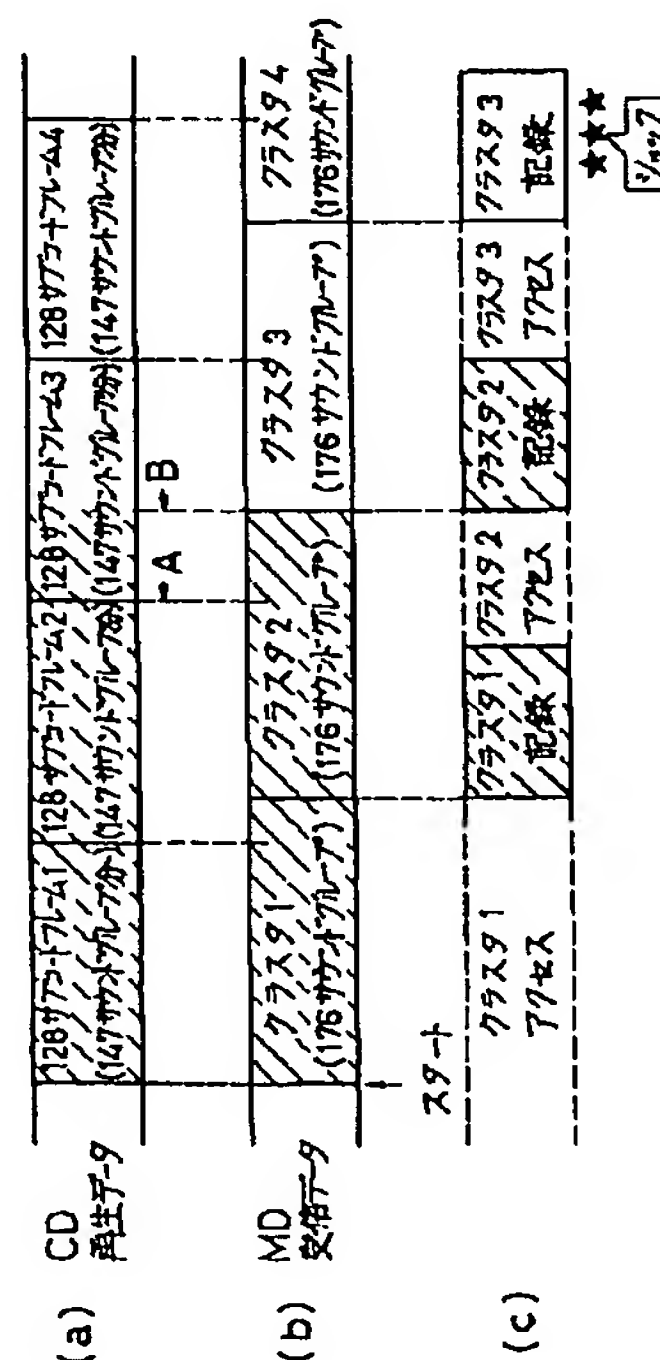 (a)
CD
再生データ
128サブコードフレーム1
(147サウンドグループ分)
128サブコードフレーム2
(147サウンドグループ分)
128サブコードフレーム3
(147サウンドグループ分)
128サブコードフレーム4
(147サウンドグループ分)
A
B
(b)
MD
受信データ
クラスタ1
(176サウンドグループ)
クラスタ2
(176サウンドグループ)
クラスタ3
(176サウンドグループ)
クラスタ4
(176サウンドグループ)
スタート
(c)
クラスタ1
アクセス
クラスタ1
記録
クラスタ2
アクセス
クラスタ2
記録
クラスタ3
アクセス
クラスタ3
記録
★★★
ショック